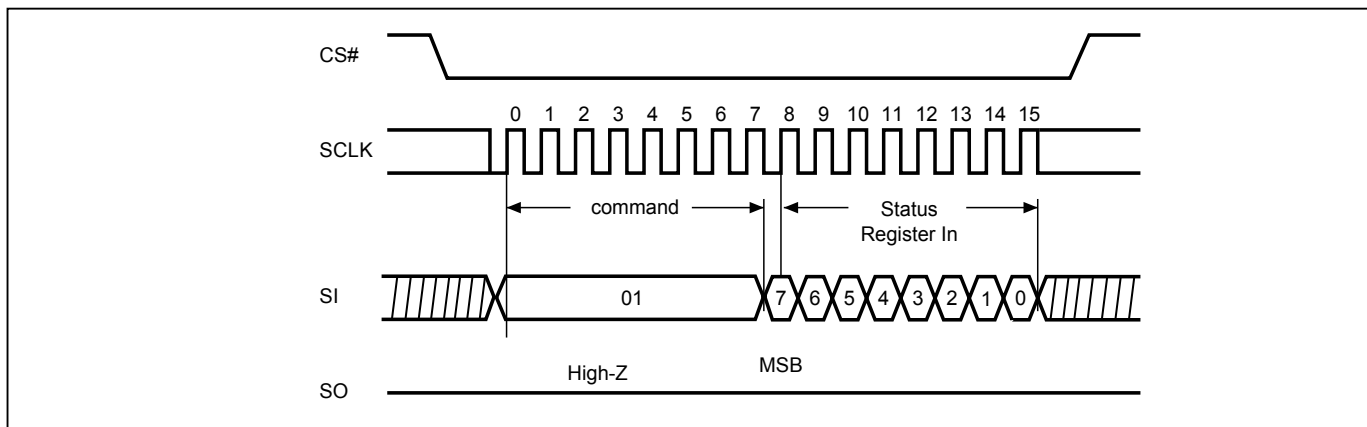 CS#
0 1 2 3 4 5 6 7 8 9 10 11 12 13 14 15
SCLK
command
Status
Register In
SI
01
7 6 5 4 3 2 1 0
High-Z
MSB
SO